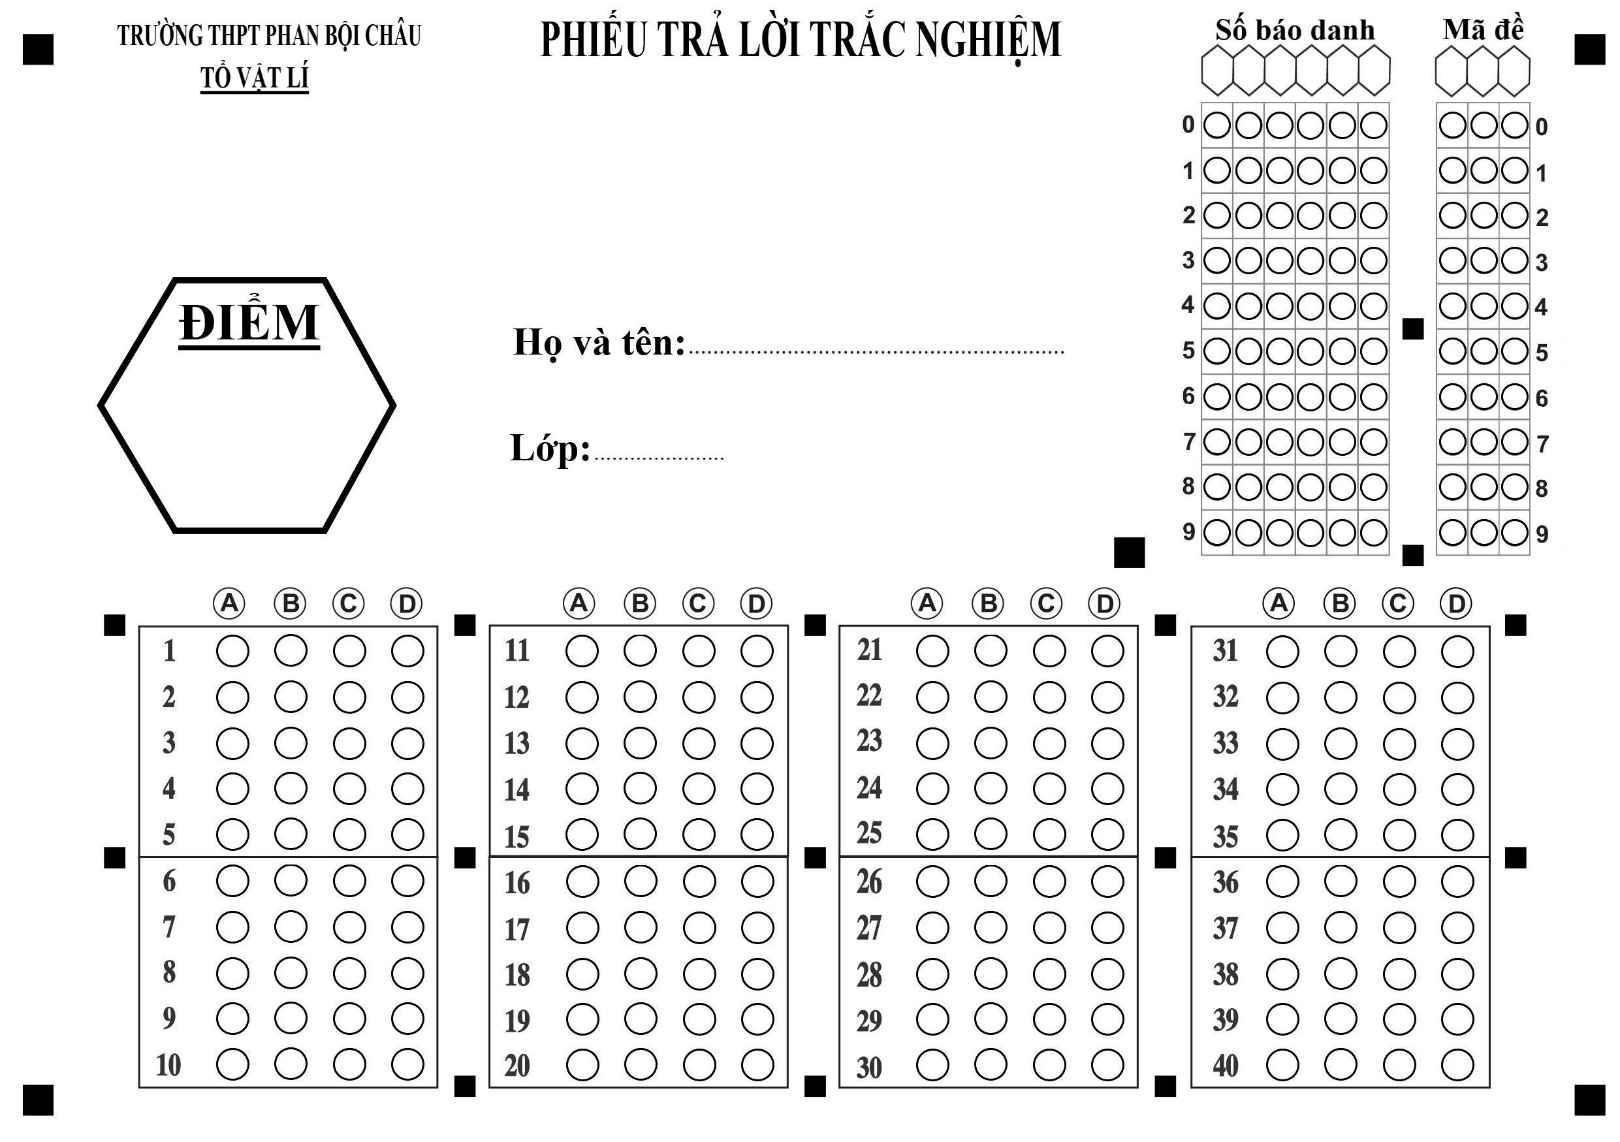 TRƯỜNG THPT PHAN BỘI CHÂU
TỔ VẬT LÍ
PHIẾU TRẢ LỜI TRẮC NGHIỆM
Số báo danh
Mã đề
0 0
1 1
2 2
3 3
4 4
5 5
6 6
7 7
8 8
9 9
ĐIỂM
Họ và tên:..............................................................
Lớp:......................
A B C D A B C D A B C D A B C D
1 11 21 31
2 12 22 32
3 13 23 33
4 14 24 34
5 15 25 35
6 16 26 36
7 17 27 37
8 18 28 38
9 19 29 39
10 20 30 40